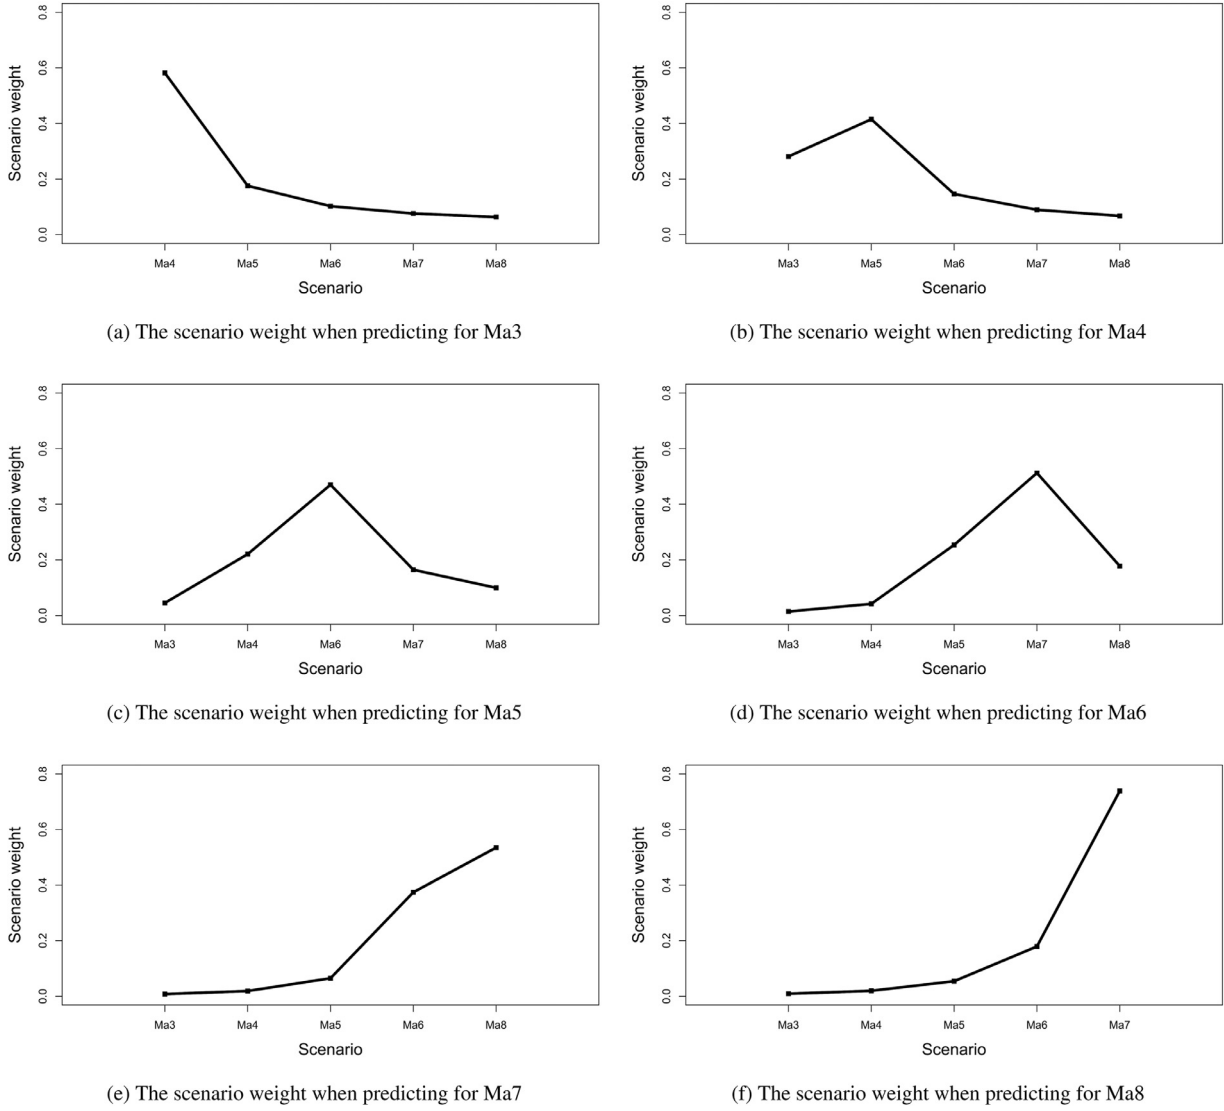 0.8
0.6
0.4
0.2
0.0
Scenario weight
Ma4 Ma5 Ma6 Ma7 Ma8
Scenario
(a) The scenario weight when predicting for Ma3
0.8
0.6
0.4
0.2
0.0
Scenario weight
Ma3 Ma5 Ma6 Ma7 Ma8
Scenario
(b) The scenario weight when predicting for Ma4
0.8
0.6
0.4
0.2
0.0
Scenario weight
Ma3 Ma4 Ma6 Ma7 Ma8
Scenario
(c) The scenario weight when predicting for Ma5
0.8
0.6
0.4
0.2
0.0
Scenario weight
Ma3 Ma4 Ma5 Ma7 Ma8
Scenario
(d) The scenario weight when predicting for Ma6
0.8
0.6
0.4
0.2
0.0
Scenario weight
Ma3 Ma4 Ma5 Ma6 Ma8
Scenario
(e) The scenario weight when predicting for Ma7
0.8
0.6
0.4
0.2
0.0
Scenario weight
Ma3 Ma4 Ma5 Ma6 Ma7
Scenario
(f) The scenario weight when predicting for Ma8